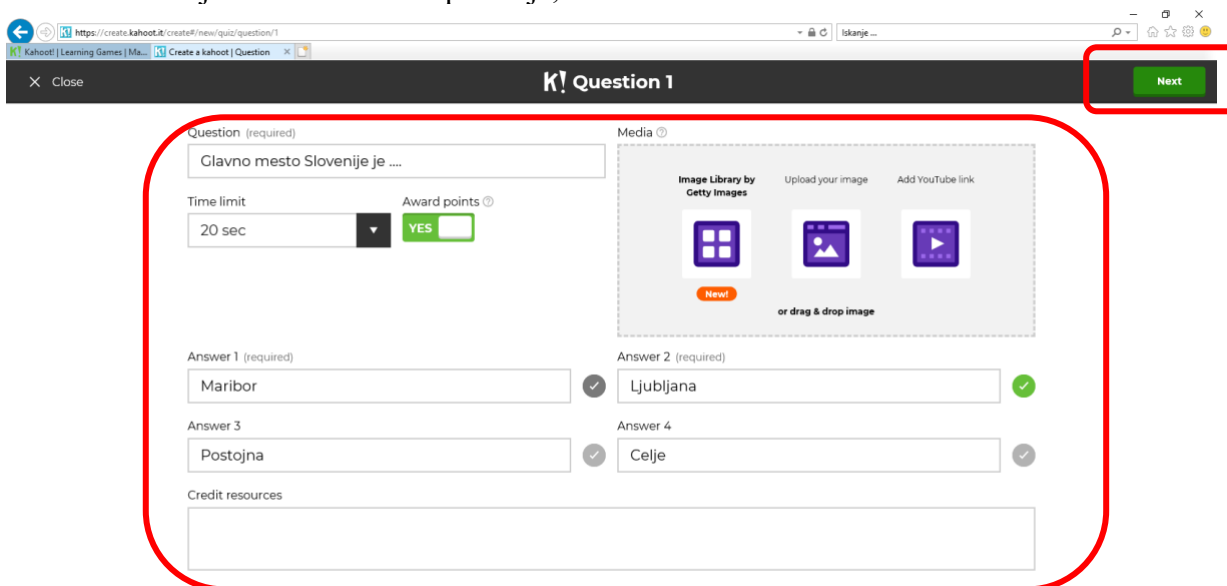 https://create.kahoot.it/create#/new/quiz/question/1
Iskanje ...
Kahoot! | Learning Games | Ma...
Create a kahoot | Question
Close
K! Question 1
Next
Question (required)
Glavno mesto Slovenije je ....
Time limit
Award points
20 sec
YES
Media
Image Library by
Getty Images
Upload your image
Add YouTube link
New!
or drag & drop image
Answer 1 (required)
Maribor
Answer 2 (required)
Ljubljana
Answer 3
Postojna
Answer 4
Celje
Credit resources